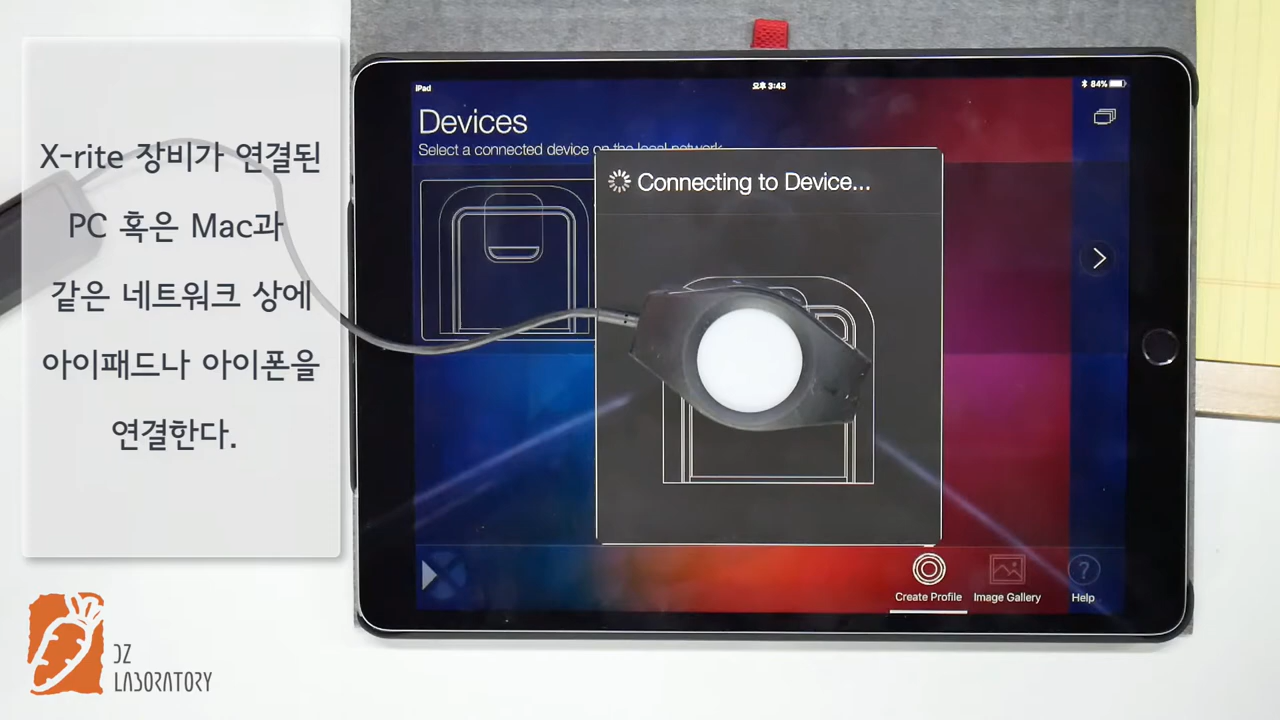 X-rite 장비가 연결된
PC 혹은 Mac과
같은 네트워크 상에
아이패드나 아이폰을
연결한다.
iPad
오후 3:43
84%
Devices
Select a connected device on the local network
Connecting to Device...
Create Profile
Image Gallery
Help
?
OZ
LABORATORY